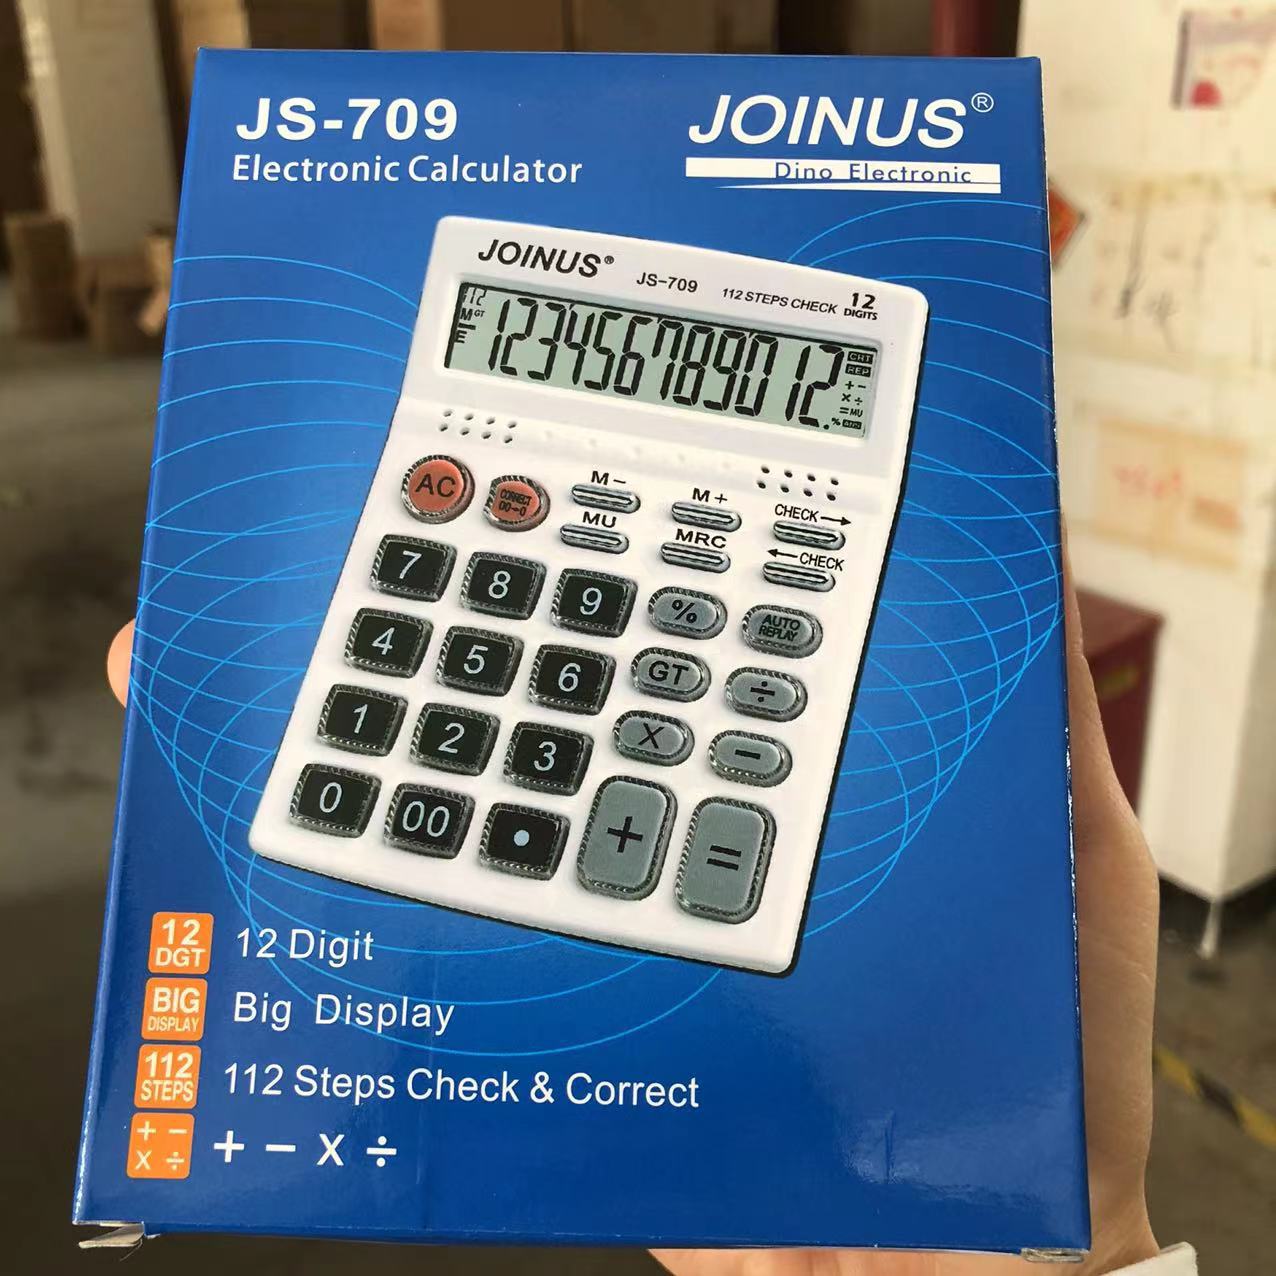 JS-709
Electronic Calculator
JOINUS®
Dino Electronic
JOINUS®
JS-709
112 STEPS CHECK
12
DIGITS
12
M GT
E
123456789012.
CNT
REP
+ -
× ÷
= MU
%
AC
CORRECT
00→0
M-
M+
CHECK→
MU
MRC
←CHECK
7
8
9
%
AUTO
REPLAY
4
5
6
GT
÷
1
2
3
X
-
0
00
•
+
=
12
DGT
12 Digit
BIG
DISPLAY
Big Display
112
STEPS
112 Steps Check & Correct
+ -
X ÷
+ - X ÷